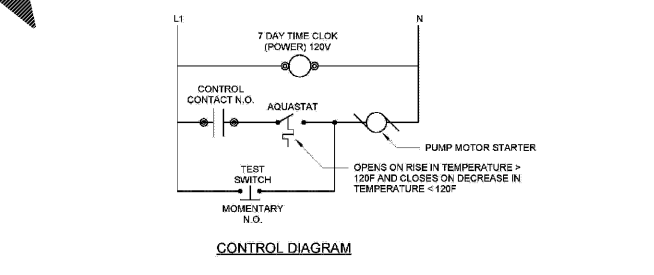 L1
N
7 DAY TIME CLOK
(POWER) 120V
CONTROL
CONTACT N.O.
AQUASTAT
PUMP MOTOR STARTER
OPENS ON RISE IN TEMPERATURE >
120F AND CLOSES ON DECREASE IN
TEMPERATURE < 120F
TEST
SWITCH
MOMENTARY
N.O.
CONTROL DIAGRAM